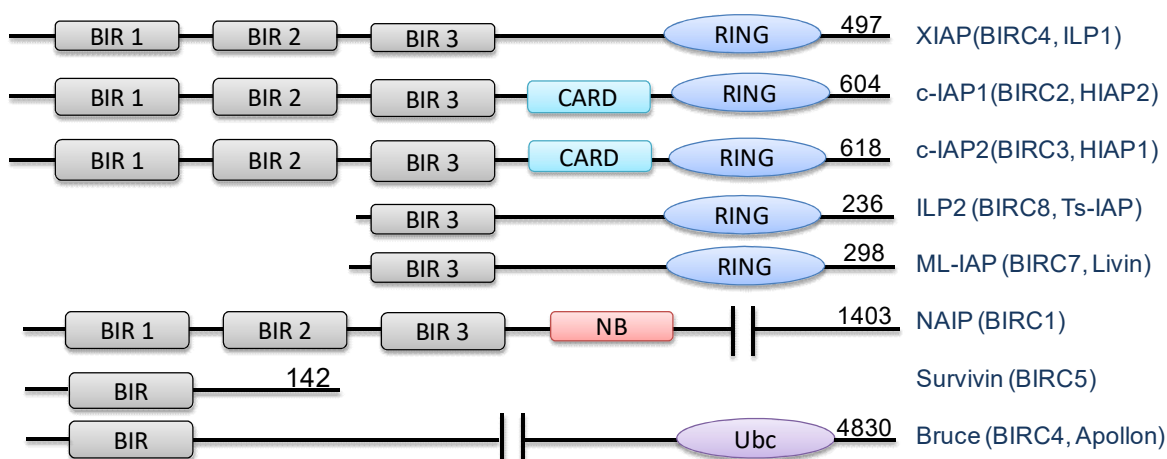 BIR 1 BIR 2 BIR 3 RING 497 XIAP(BIRC4, ILP1)
BIR 1 BIR 2 BIR 3 CARD RING 604 c-IAP1(BIRC2, HIAP2)
BIR 1 BIR 2 BIR 3 CARD RING 618 c-IAP2(BIRC3, HIAP1)
BIR 3 RING 236 ILP2 (BIRC8, Ts-IAP)
BIR 3 RING 298 ML-IAP (BIRC7, Livin)
BIR 1 BIR 2 BIR 3 NB 1403 NAIP (BIRC1)
BIR 142 Survivin (BIRC5)
BIR Ubc 4830 Bruce (BIRC4, Apollon)